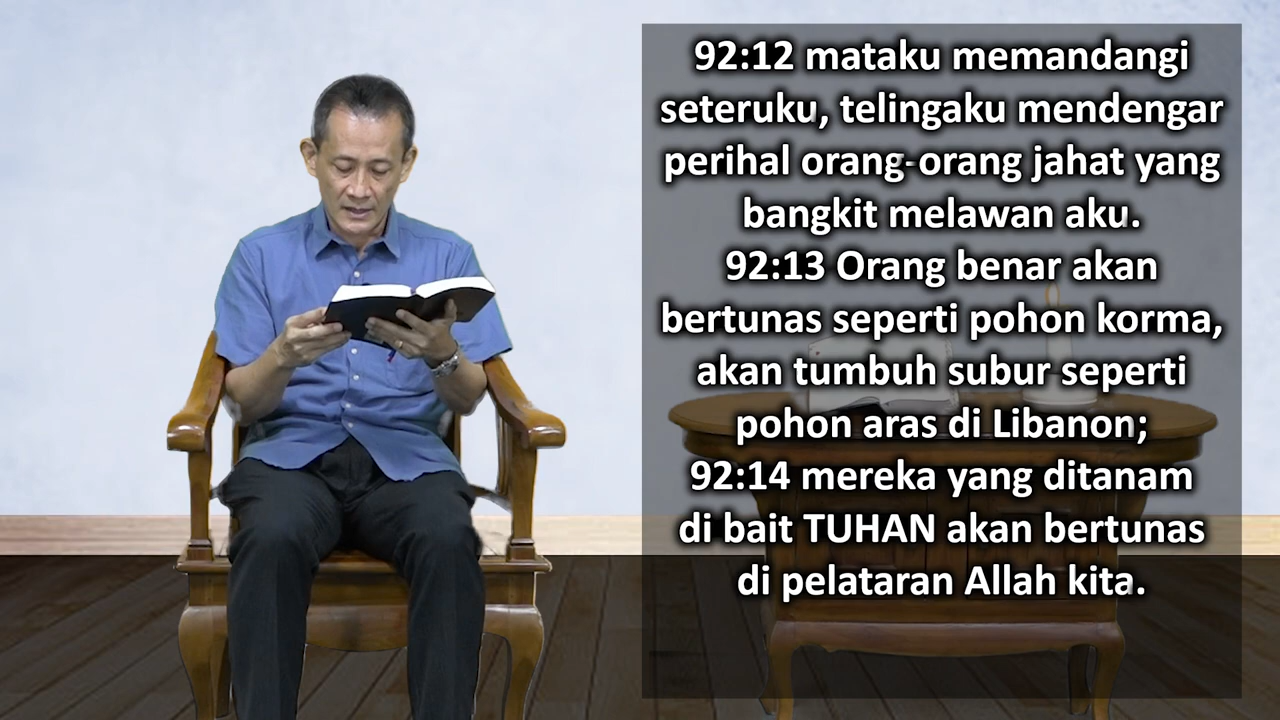 92:12 mataku memandangi
seteruku, telingaku mendengar
perihal orang-orang jahat yang
bangkit melawan aku.
92:13 Orang benar akan
bertunas seperti pohon korma,
akan tumbuh subur seperti
pohon aras di Libanon;
92:14 mereka yang ditanam
di bait TUHAN akan bertunas
di pelataran Allah kita.